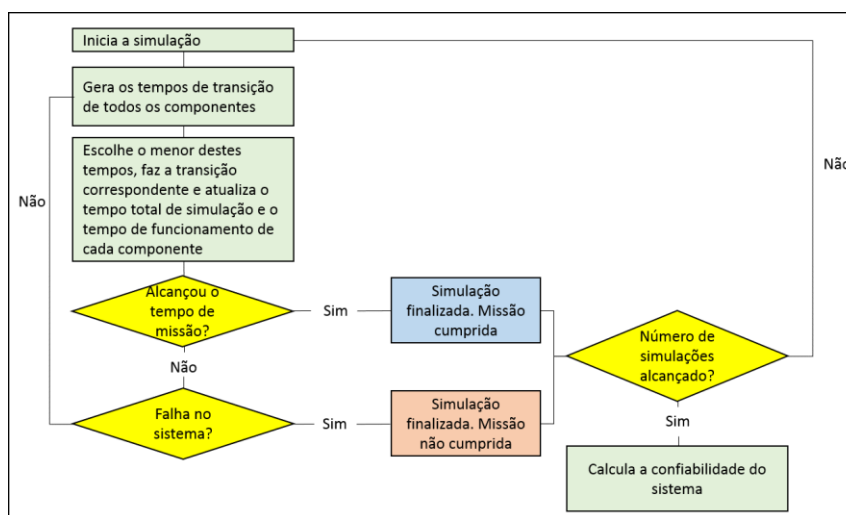 Inicia a simulação
Gera os tempos de transição
de todos os componentes
Escolhe o menor destes
tempos, faz a transição
correspondente e atualiza o
tempo total de simulação e o
tempo de funcionamento de
cada componente
Não
Não
Alcançou o
tempo de
missão?
Sim
Simulação
finalizada. Missão
cumprida
Número de
simulações
alcançado?
Não
Falha no
sistema?
Sim
Simulação
finalizada. Missão
não cumprida
Sim
Calcula a confiabilidade do
sistema